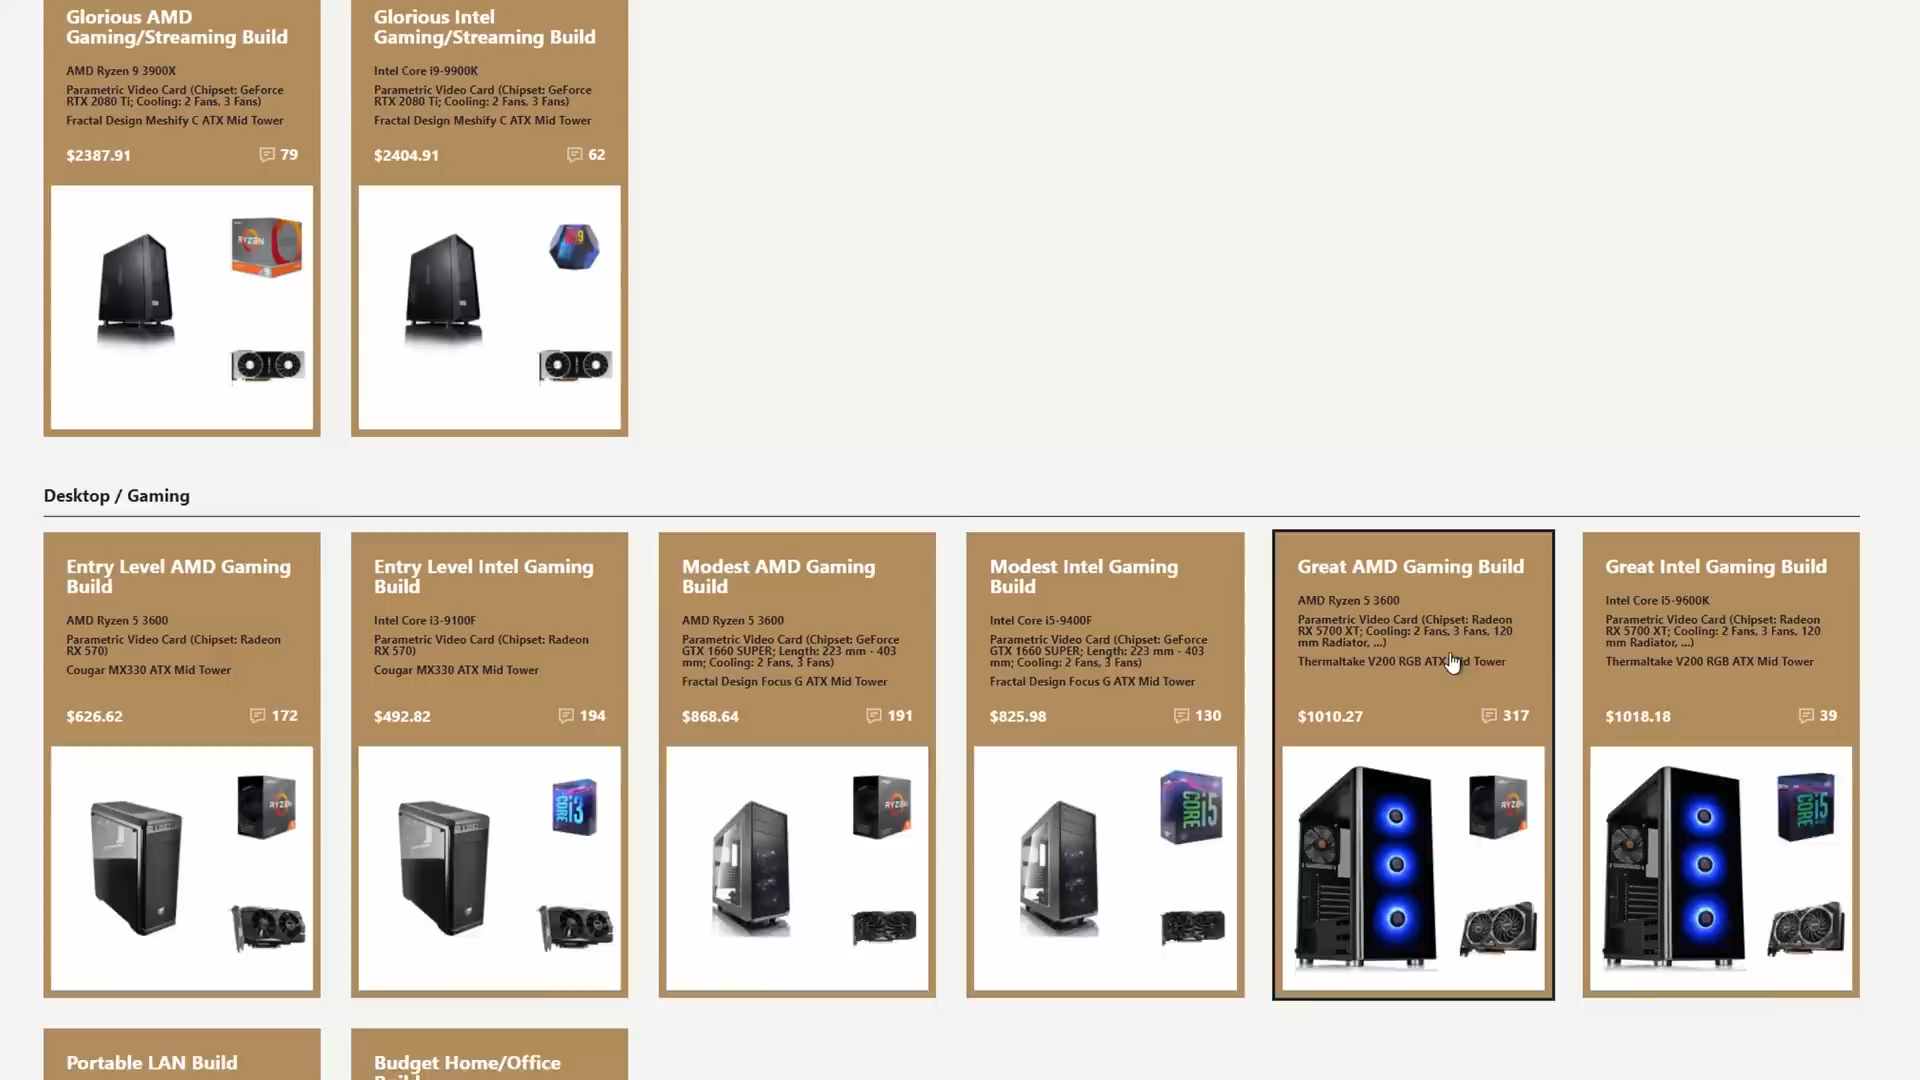 Glorious AMD
Gaming/Streaming Build
AMD Ryzen 9 3900X
Parametric Video Card (Chipset: GeForce
RTX 2080 Ti; Cooling: 2 Fans, 3 Fans)
Fractal Design Meshify C ATX Mid Tower
$2387.91
79
RYZEN
Glorious Intel
Gaming/Streaming Build
Intel Core i9-9900K
Parametric Video Card (Chipset: GeForce
RTX 2080 Ti; Cooling: 2 Fans, 3 Fans)
Fractal Design Meshify C ATX Mid Tower
$2404.91
62
Desktop / Gaming
Entry Level AMD Gaming
Build
AMD Ryzen 5 3600
Parametric Video Card (Chipset: Radeon
RX 570)
Cougar MX330 ATX Mid Tower
$626.62
172
RYZEN
Entry Level Intel Gaming
Build
Intel Core i3-9100F
Parametric Video Card (Chipset: Radeon
RX 570)
Cougar MX330 ATX Mid Tower
$492.82
194
CORE
i3
Modest AMD Gaming
Build
AMD Ryzen 5 3600
Parametric Video Card (Chipset: GeForce
GTX 1660 SUPER; Length: 223 mm - 403
mm; Cooling: 2 Fans, 3 Fans)
Fractal Design Focus G ATX Mid Tower
$868.64
191
RYZEN
Modest Intel Gaming
Build
Intel Core i5-9400F
Parametric Video Card (Chipset: GeForce
GTX 1660 SUPER; Length: 223 mm - 403
mm; Cooling: 2 Fans, 3 Fans)
Fractal Design Focus G ATX Mid Tower
$825.98
130
CORE
i5
Great AMD Gaming Build
AMD Ryzen 5 3600
Parametric Video Card (Chipset: Radeon
RX 5700 XT; Cooling: 2 Fans, 3 Fans, 120
mm Radiator, ...)
Thermaltake V200 RGB ATX Mid Tower
$1010.27
317
RYZEN
Great Intel Gaming Build
Intel Core i5-9600K
Parametric Video Card (Chipset: Radeon
RX 5700 XT; Cooling: 2 Fans, 3 Fans, 120
mm Radiator, ...)
Thermaltake V200 RGB ATX Mid Tower
$1018.18
39
CORE
i5
Portable LAN Build
Budget Home/Office
Build